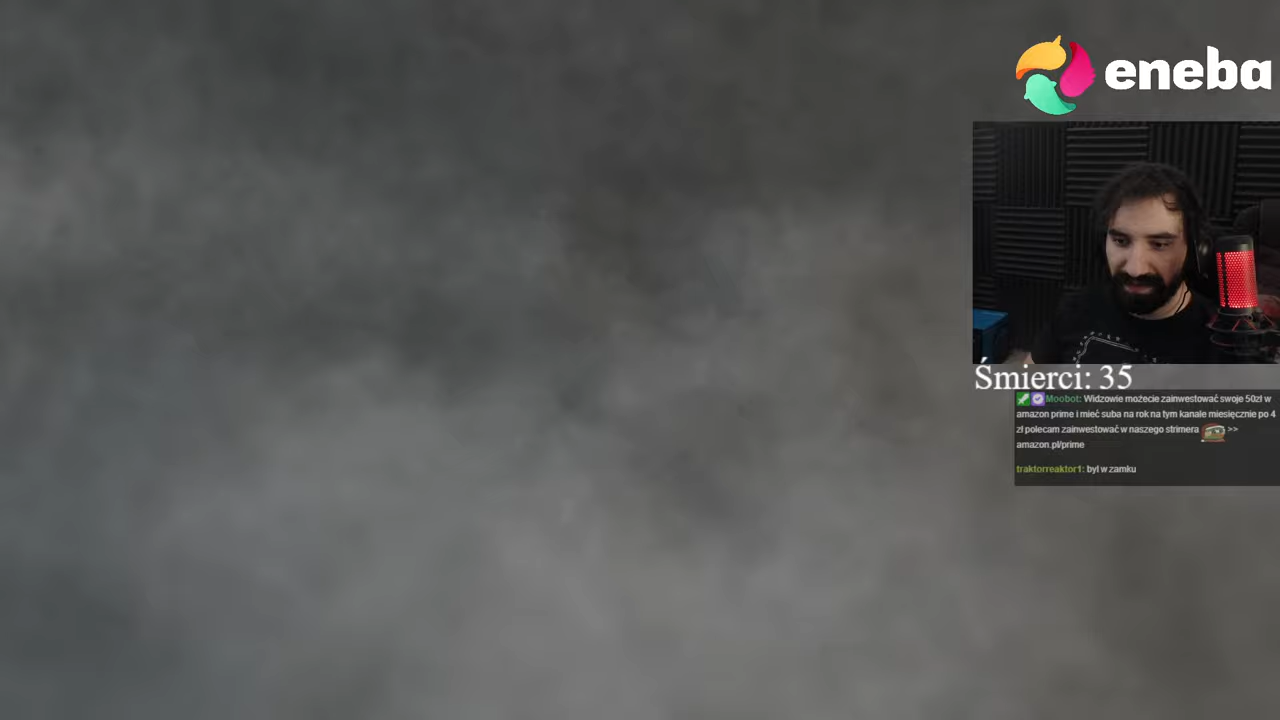 eneba
Śmierci: 35
Moobot: Widzowie możecie zainwestować swoje 50zł w
amazon prime i mieć suba na rok na tym kanale miesięcznie po 4
zł polecam zainwestować w naszego strimera >>
amazon.pl/prime
traktorreaktor1: byl w zamku